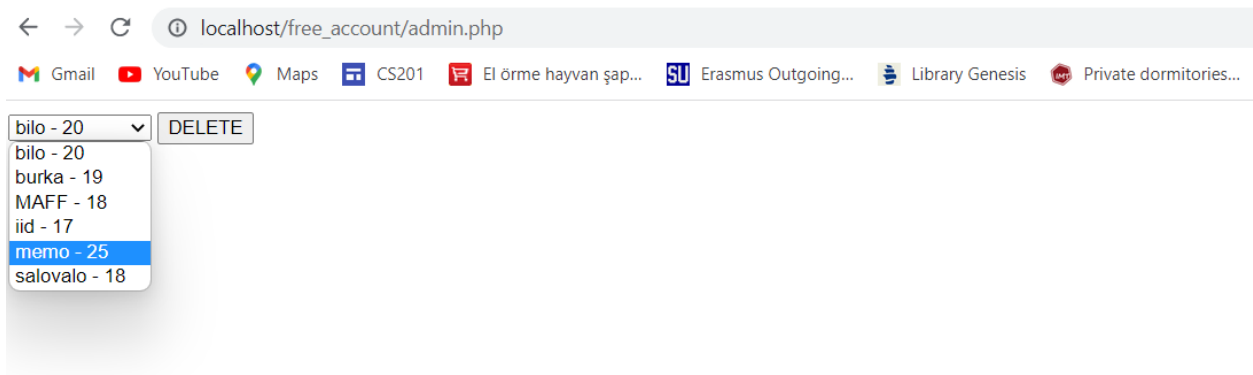 localhost/free_account/admin.php
Gmail YouTube Maps CS201 El örme hayvan şap... SU Erasmus Outgoing... Library Genesis Private dormitories...
bilo - 20 DELETE
bilo - 20
burka - 19
MAFF - 18
iid - 17
memo - 25
salovalo - 18